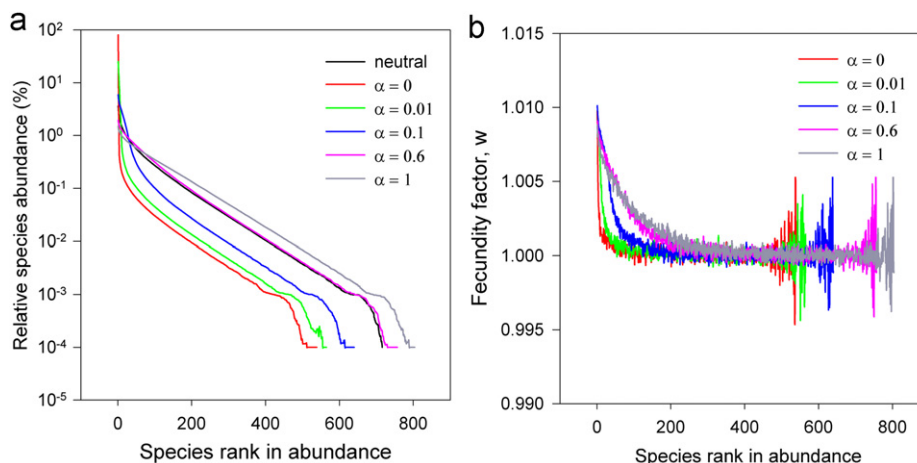 a
Relative species abundance (%)
10²
10¹
10⁰
10⁻¹
10⁻²
10⁻³
10⁻⁴
10⁻⁵
neutral
α = 0
α = 0.01
α = 0.1
α = 0.6
α = 1
0 200 400 600 800
Species rank in abundance
b
Fecundity factor, w
1.015
1.010
1.005
1.000
0.995
0.990
α = 0
α = 0.01
α = 0.1
α = 0.6
α = 1
0 200 400 600 800
Species rank in abundance